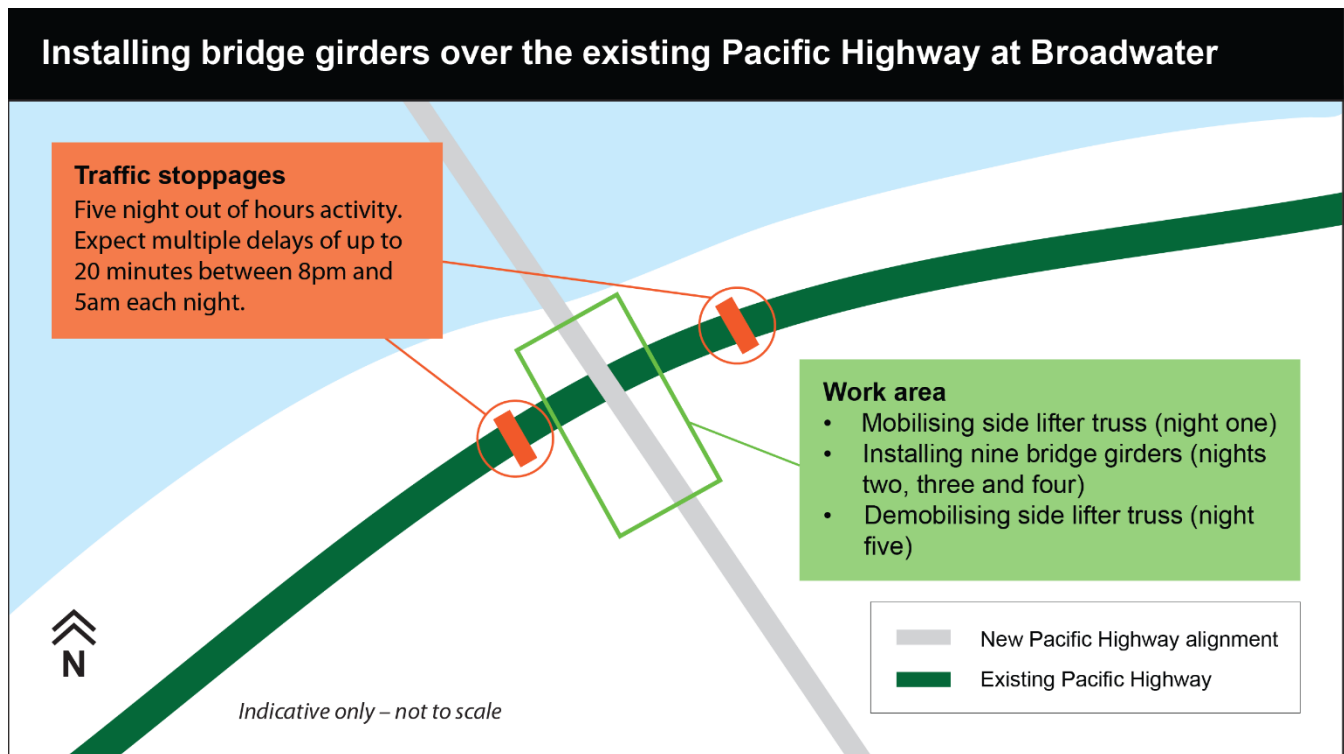 Installing bridge girders over the existing Pacific Highway at Broadwater
Traffic stoppages
Five night out of hours activity.
Expect multiple delays of up to
20 minutes between 8pm and
5am each night.
Work area
• Mobilising side lifter truss (night one)
• Installing nine bridge girders (nights
two, three and four)
• Demobilising side lifter truss (night
five)
N
Indicative only – not to scale
New Pacific Highway alignment
Existing Pacific Highway